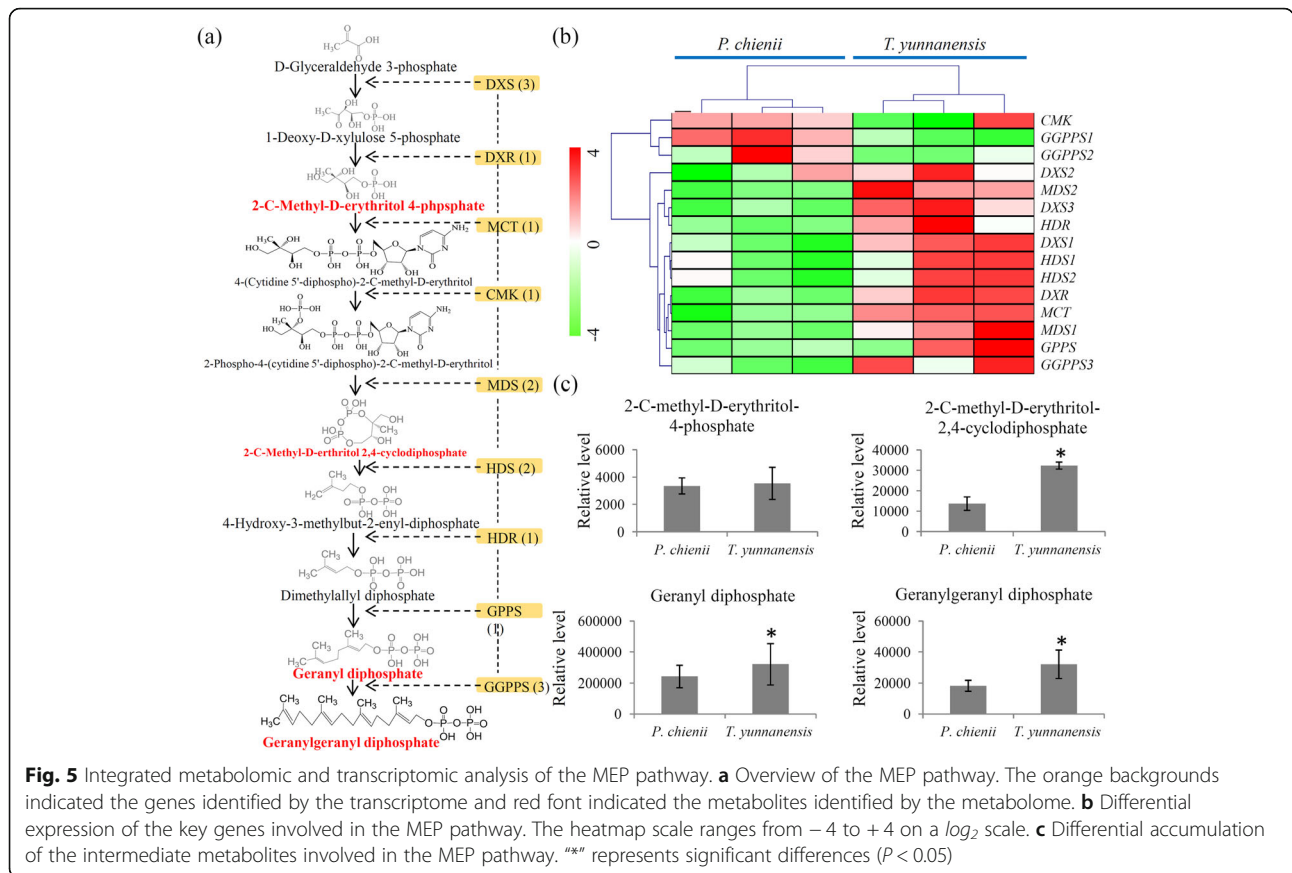 (a)
H₃C
O
OH
O
D-Glyceraldehyde 3-phosphate
DXS (3)
1-Deoxy-D-xylulose 5-phosphate
DXR (1)
2-C-Methyl-D-erythritol 4-phpsphate
MCT (1)
4-(Cytidine 5'-diphospho)-2-C-methyl-D-erythritol
CMK (1)
2-Phospho-4-(cytidine 5'-diphospho)-2-C-methyl-D-erythritol
MDS (2)
2-C-Methyl-D-erthritol 2,4-cyclodiphosphate
HDS (2)
4-Hydroxy-3-methylbut-2-enyl-diphosphate
HDR (1)
Dimethylallyl diphosphate
GPPS
(1)
Geranyl diphosphate
GGPPS (3)
Geranylgeranyl diphosphate
(b)
P. chienii T. yunnanensis
4
0
-4
CMK
GGPPS1
GGPPS2
DXS2
MDS2
DXS3
HDR
DXS1
HDS1
HDS2
DXR
MCT
MDS1
GPPS
GGPPS3
(c)
2-C-methyl-D-erythritol-
4-phosphate
Relative level
6000
4000
2000
0
P. chienii T. yunnanensis
2-C-methyl-D-erythritol-
2,4-cyclodiphosphate
Relative level
40000
30000
20000
10000
0
*
P. chienii T. yunnanensis
Geranyl diphosphate
Relative level
600000
400000
200000
0
*
P. chienii T. yunnanensis
Geranylgeranyl diphosphate
Relative level
60000
40000
20000
0
*
P. chienii T. yunnanensis
Fig. 5 Integrated metabolomic and transcriptomic analysis of the MEP pathway. a Overview of the MEP pathway. The orange backgrounds
indicated the genes identified by the transcriptome and red font indicated the metabolites identified by the metabolome. b Differential
expression of the key genes involved in the MEP pathway. The heatmap scale ranges from − 4 to + 4 on a log₂ scale. c Differential accumulation
of the intermediate metabolites involved in the MEP pathway. “*” represents significant differences (P < 0.05)